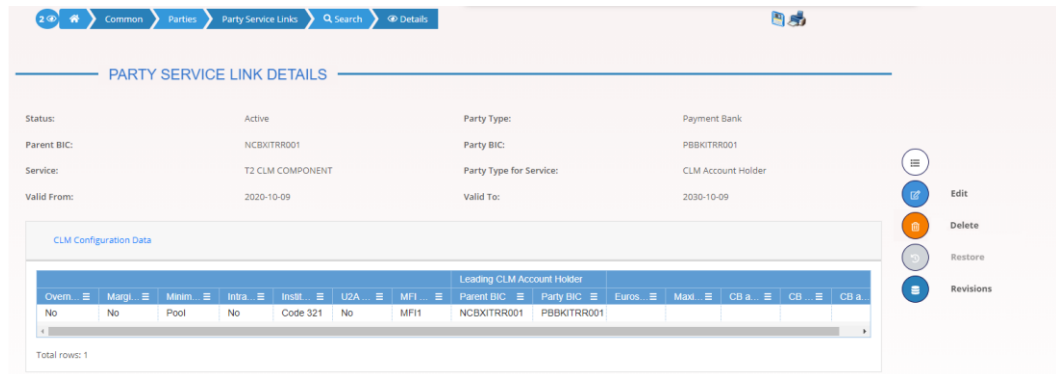 2 Common Parties Party Service Links Search Details
PARTY SERVICE LINK DETAILS
Status: Active Party Type: Payment Bank
Parent BIC: NCBXITRR001 Party BIC: PBBKITRR001
Service: T2 CLM COMPONENT Party Type for Service: CLM Account Holder
Valid From: 2020-10-09 Valid To: 2030-10-09
Edit
Delete
Restore
Revisions
CLM Configuration Data
Leading CLM Account Holder
Overn... Margi... Minim... Intra... Instit... U2A ... MFI ... Parent BIC Party BIC Euros... Maxi... CB a... CB ... CB a...
No No Pool No Code 321 No MFI1 NCBXITRR001 PBBKITRR001
Total rows: 1